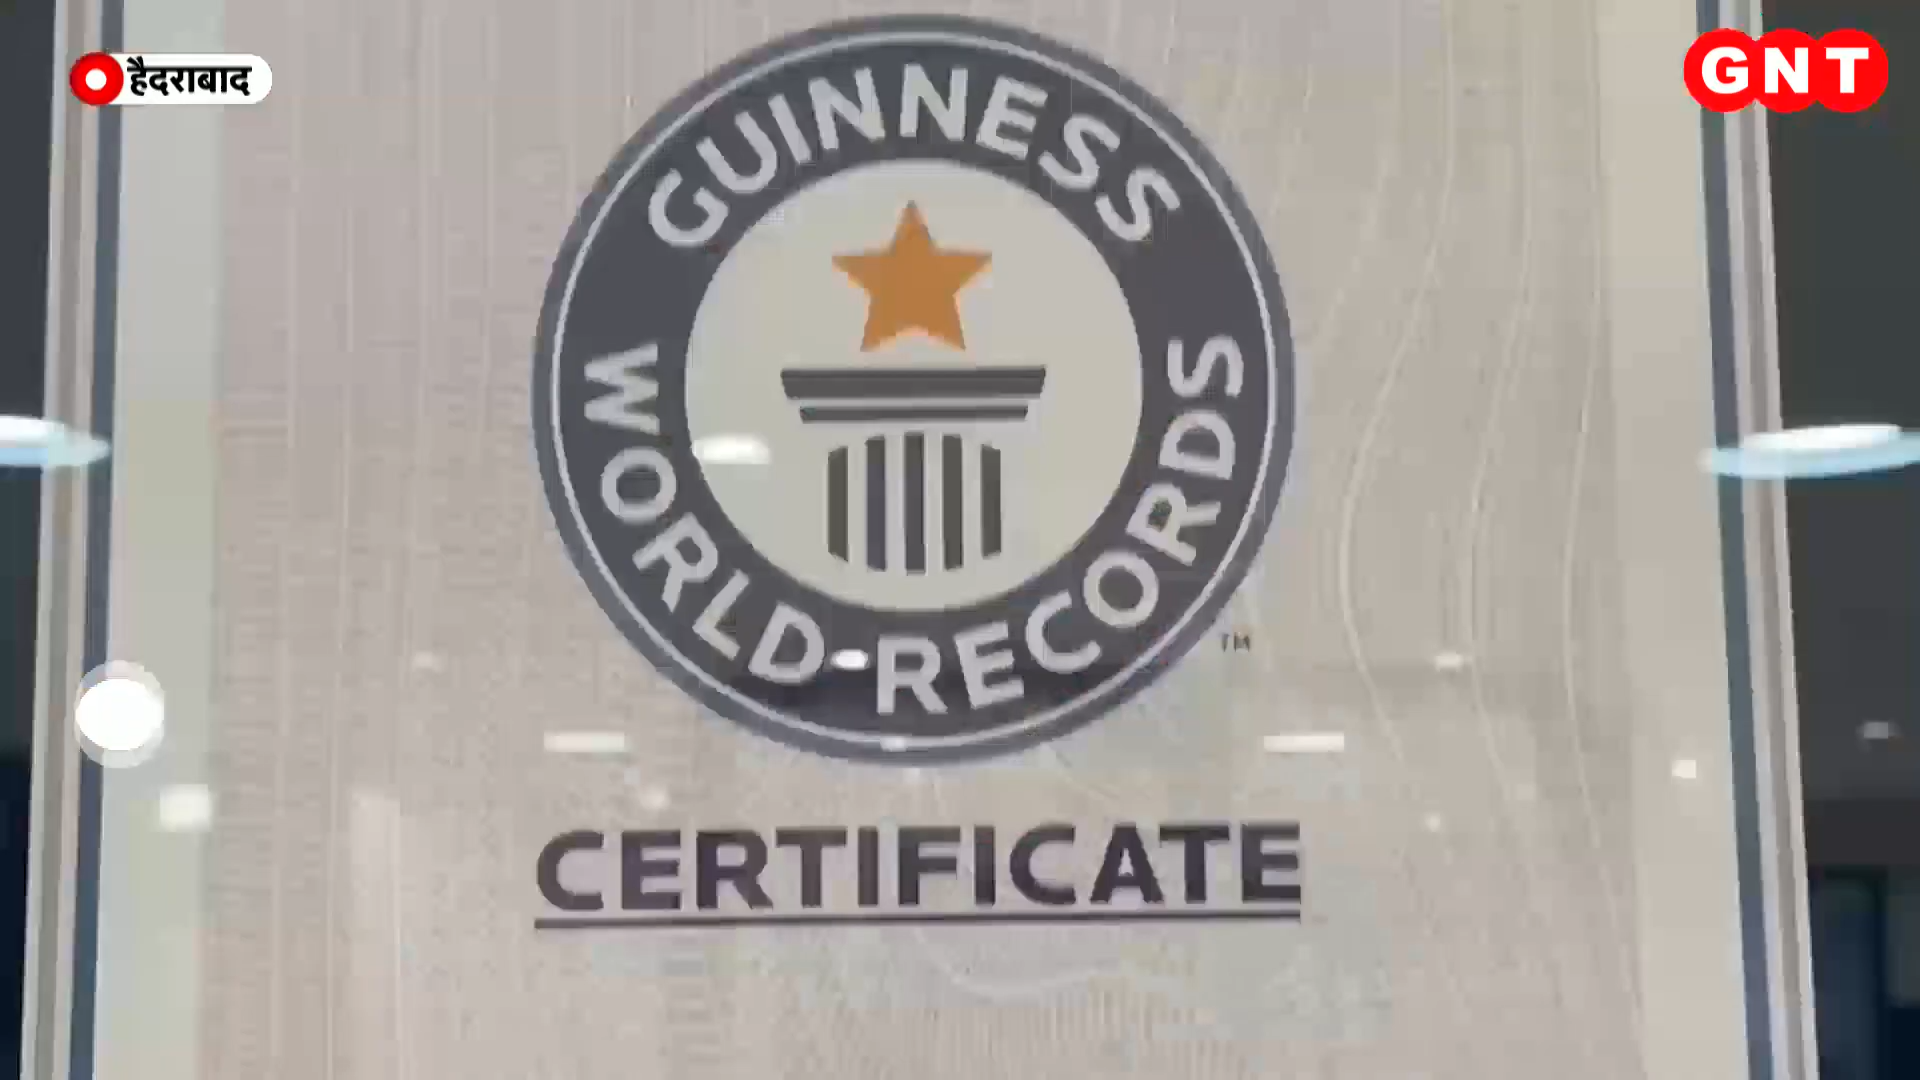 हैदराबाद
GNT
GUINNESS
WORLD RECORDS
TM
CERTIFICATE